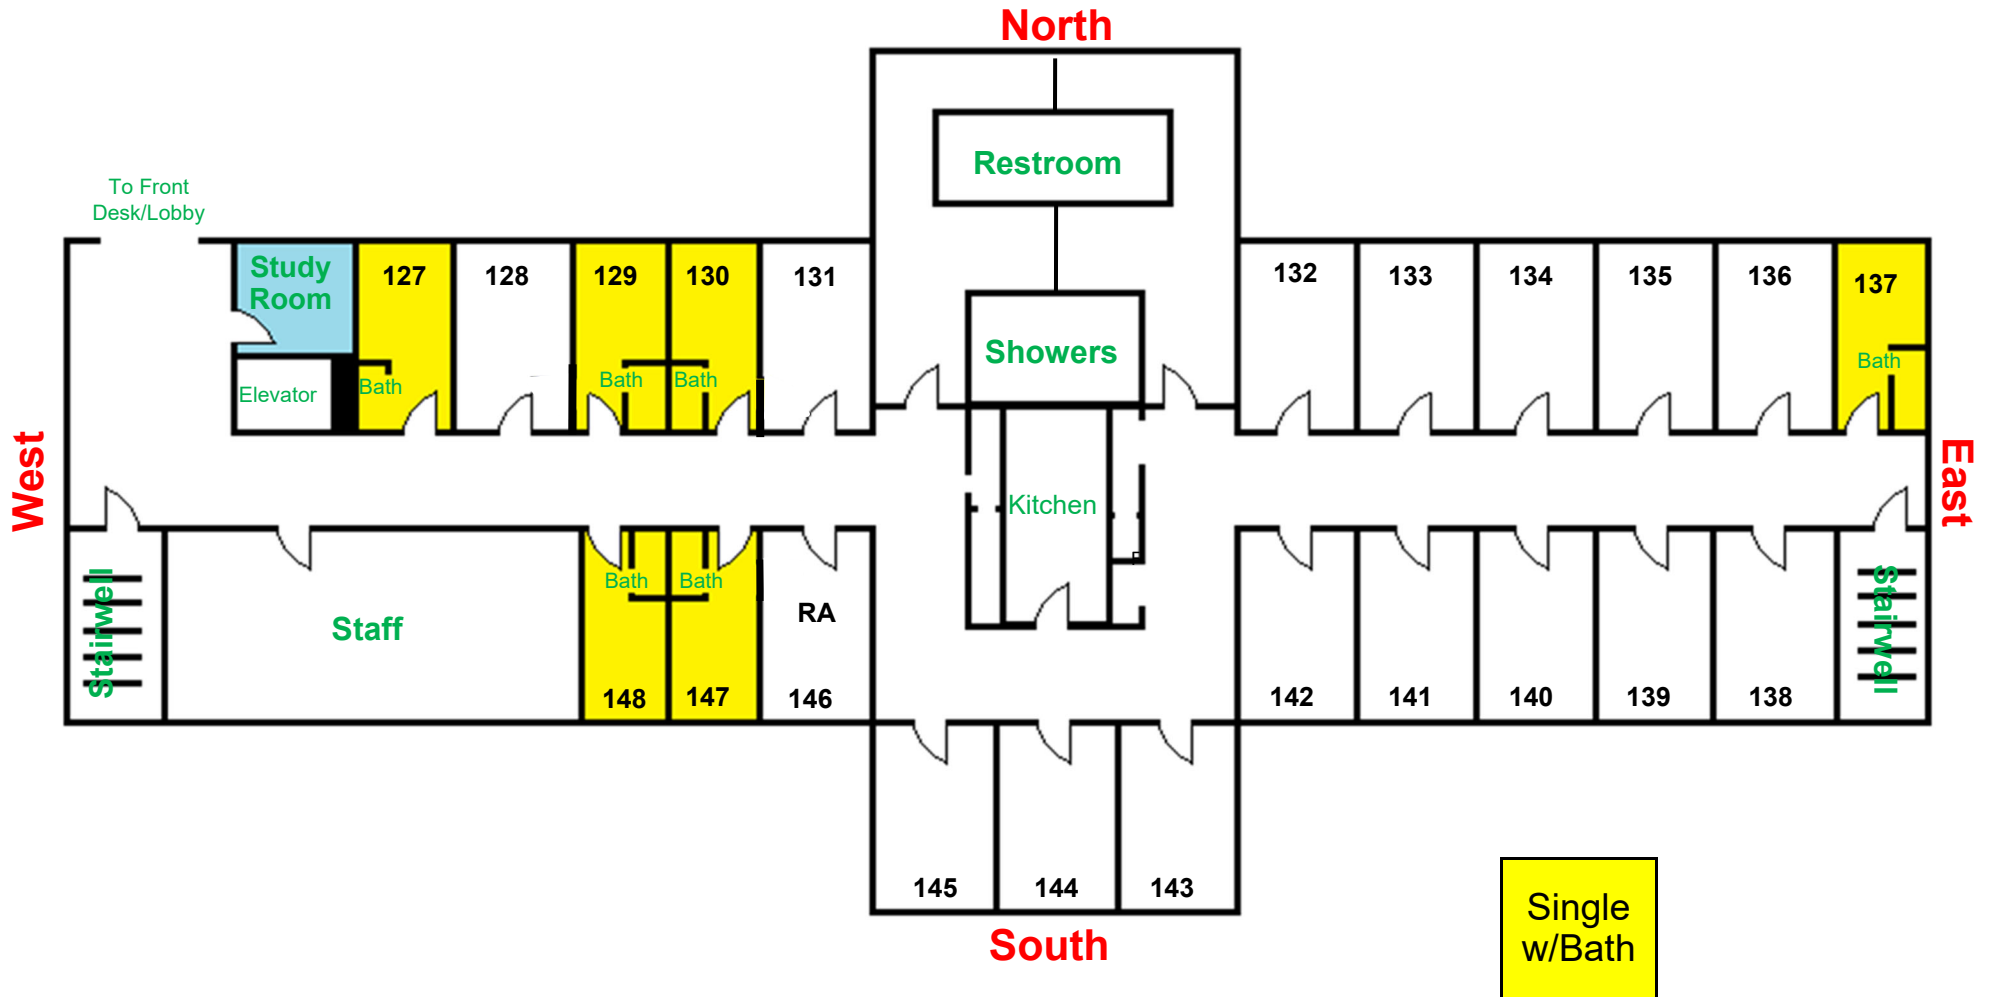 North
Restroom
To Front
Desk/Lobby
Study
Room
127
128
129
130
131
132
133
134
135
136
137
Showers
Elevator
Bath
Bath
Bath
Bath
West
East
Kitchen
Stairwell
Staff
Bath
Bath
RA
Stairwell
148
147
146
142
141
140
139
138
145
144
143
South
Single
w/Bath